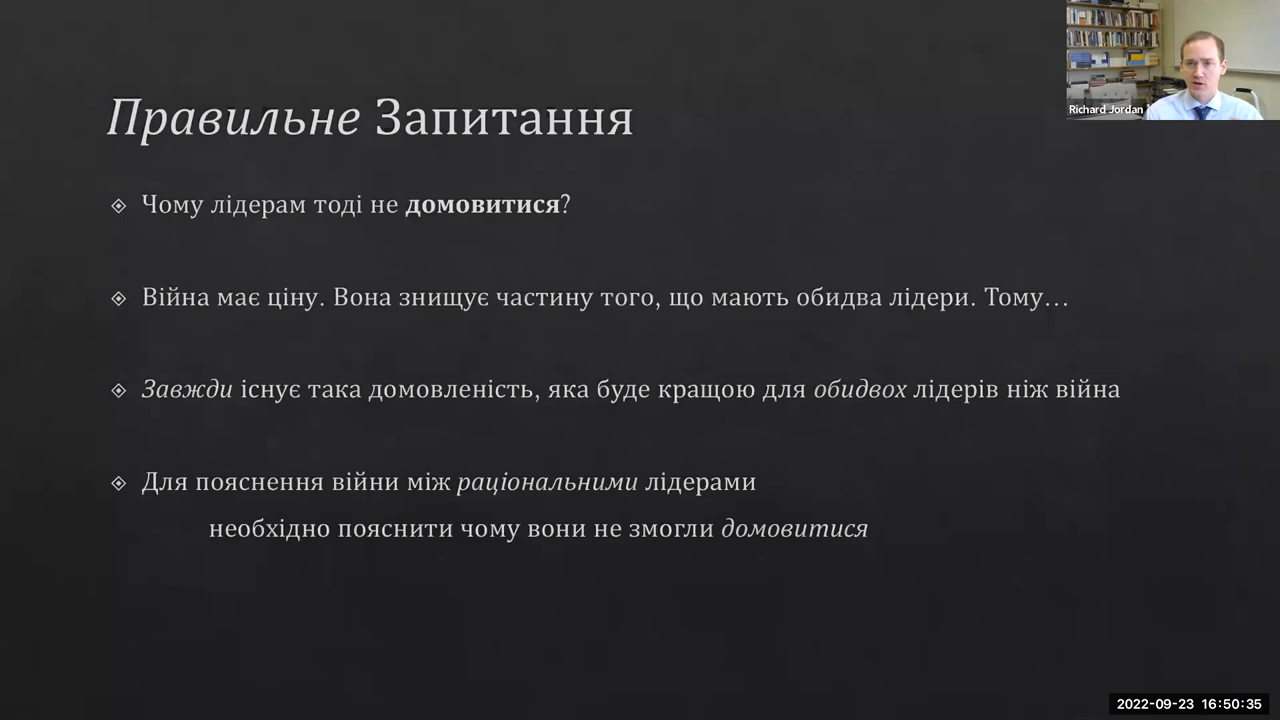 Правильне Запитання
Richard Jordan
Чому лідерам тоді не домовитися?
Війна має ціну. Вона знищує частину того, що мають обидва лідери. Тому…
Завжди існує така домовленість, яка буде кращою для обидвох лідерів ніж війна
Для пояснення війни між раціональними лідерами
необхідно пояснити чому вони не змогли домовитися
2022-09-23 16:50:35